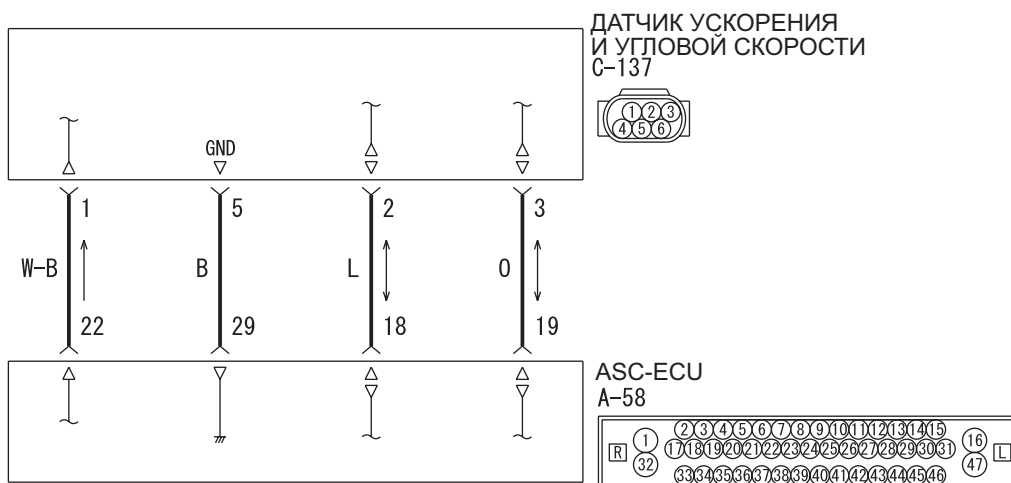 ДАТЧИК УСКОРЕНИЯ
И УГЛОВОЙ СКОРОСТИ
C-137
1 2 3
4 5 6
GND
1 5 2 3
W-B B L O
22 29 18 19
ASC-ECU
A-58
R 1 2 3 4 5 6 7 8 9 10 11 12 13 14 15 16 L
17 18 19 20 21 22 23 24 25 26 27 28 29 30 31
32 33 34 35 36 37 38 39 40 41 42 43 44 45 46 47